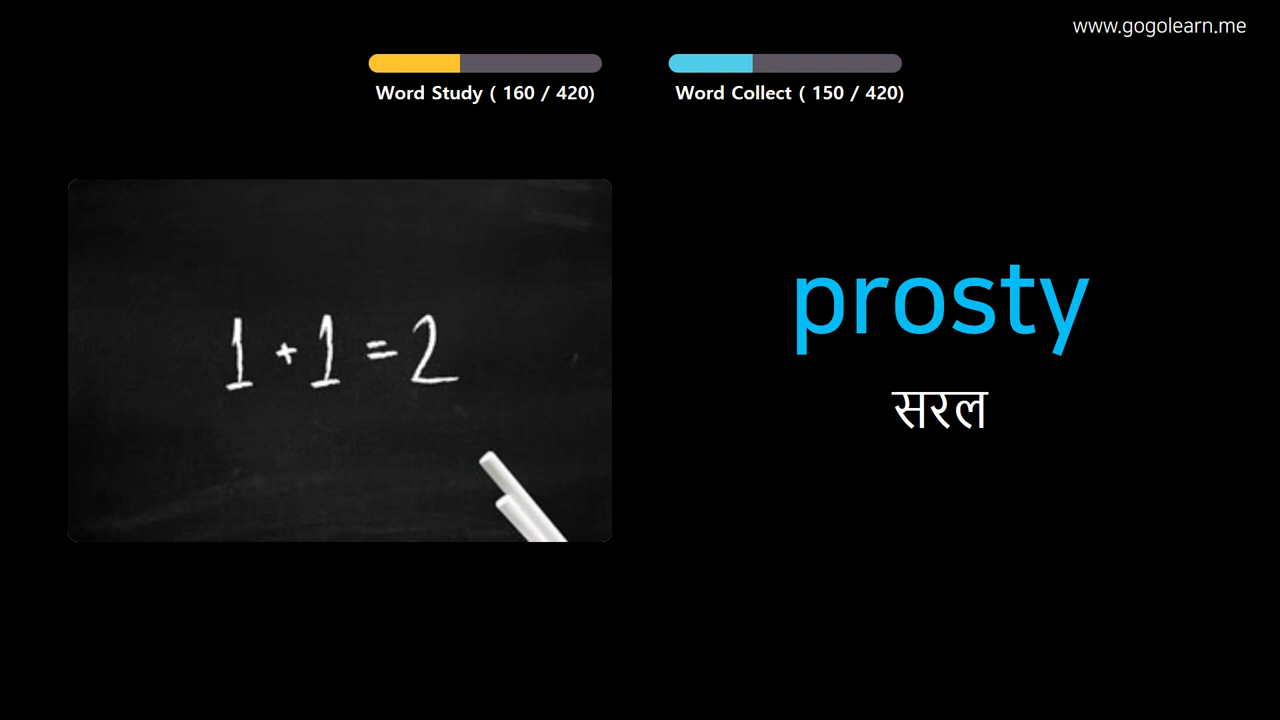 www.gogolearn.me
Word Study ( 160 / 420)
Word Collect ( 150 / 420)
1 + 1 = 2
prosty
सरल